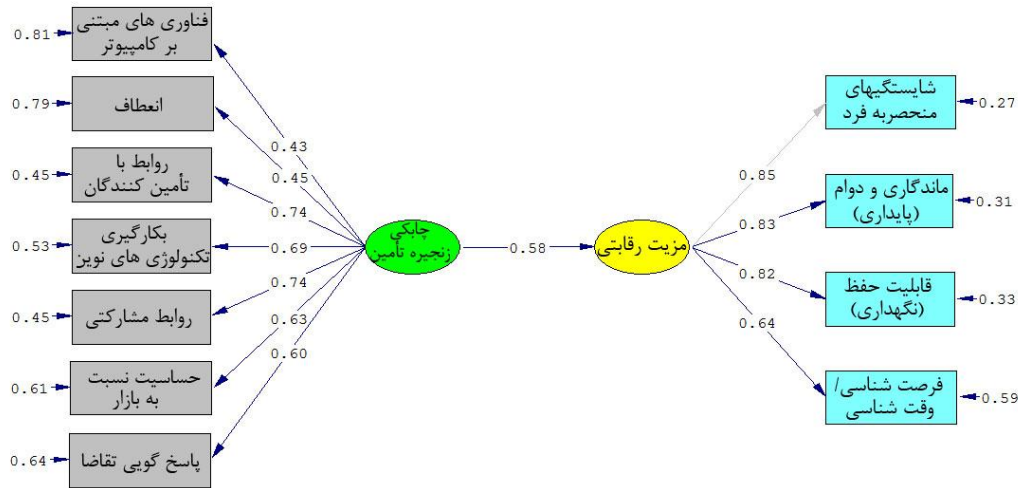 0.81
فناوری های مبتنی
بر کامپیوتر
0.79
انعطاف
0.45
روابط با
تأمین کنندگان
0.53
بکارگیری
تکنولوژی های نوین
0.45
روابط مشارکتی
0.61
حساسیت نسبت
به بازار
0.64
پاسخ گویی تقاضا
0.43
0.45
0.74
0.69
0.74
0.63
0.60
چابکی
زنجیره تأمین
0.58
مزیت رقابتی
0.85
0.83
0.82
0.64
شایستگیهای
منحصربه فرد
0.27
ماندگاری و دوام
(پایداری)
0.31
قابلیت حفظ
(نگهداری)
0.33
فرصت شناسی/
وقت شناسی
0.59